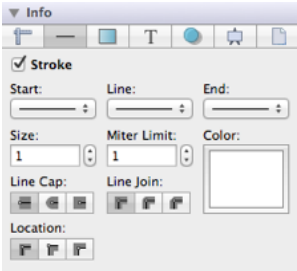 Info
T
Stroke
Start: Line: End:
Size: Miter Limit: Color:
1 1
Line Cap: Line Join:
Location: